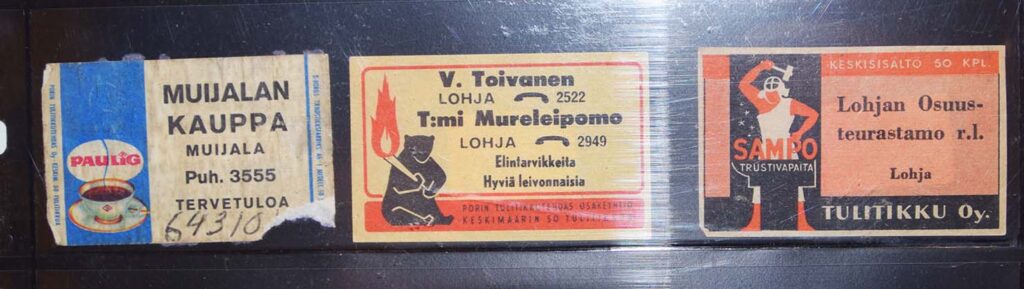 PAULIG
MUIJALAN
KAUPPA
MUIJALA
Puh. 3555
TERVETULOA
643101
V. Toivanen
LOHJA 2522
T:mi Mureleipomo
LOHJA 2949
Elintarvikkeita
Hyviä leivonnaisia
PORIN TULITIKKUTEHDAS OSAKEYHTIÖ
KESKIMÄÄRIN 50 TULITIKKUA
KESKISISÄLTÖ 50 KPL.
Lohjan Osuus-
teurastamo r.l.
Lohja
SAMPO
TRUSTIVAPAITA
TULITIKKU Oy.